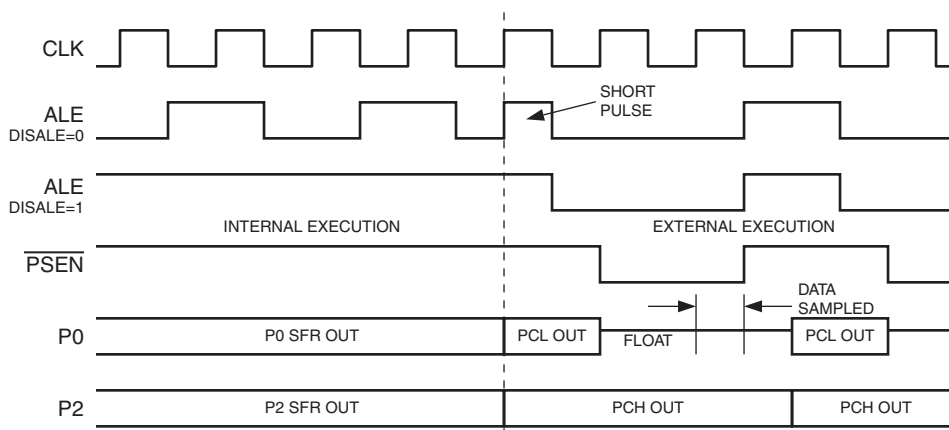 CLK
ALE
DISALE=0
SHORT
PULSE
ALE
DISALE=1
INTERNAL EXECUTION
EXTERNAL EXECUTION
PSEN
DATA
SAMPLED
P0
P0 SFR OUT
PCL OUT
FLOAT
PCL OUT
P2
P2 SFR OUT
PCH OUT
PCH OUT